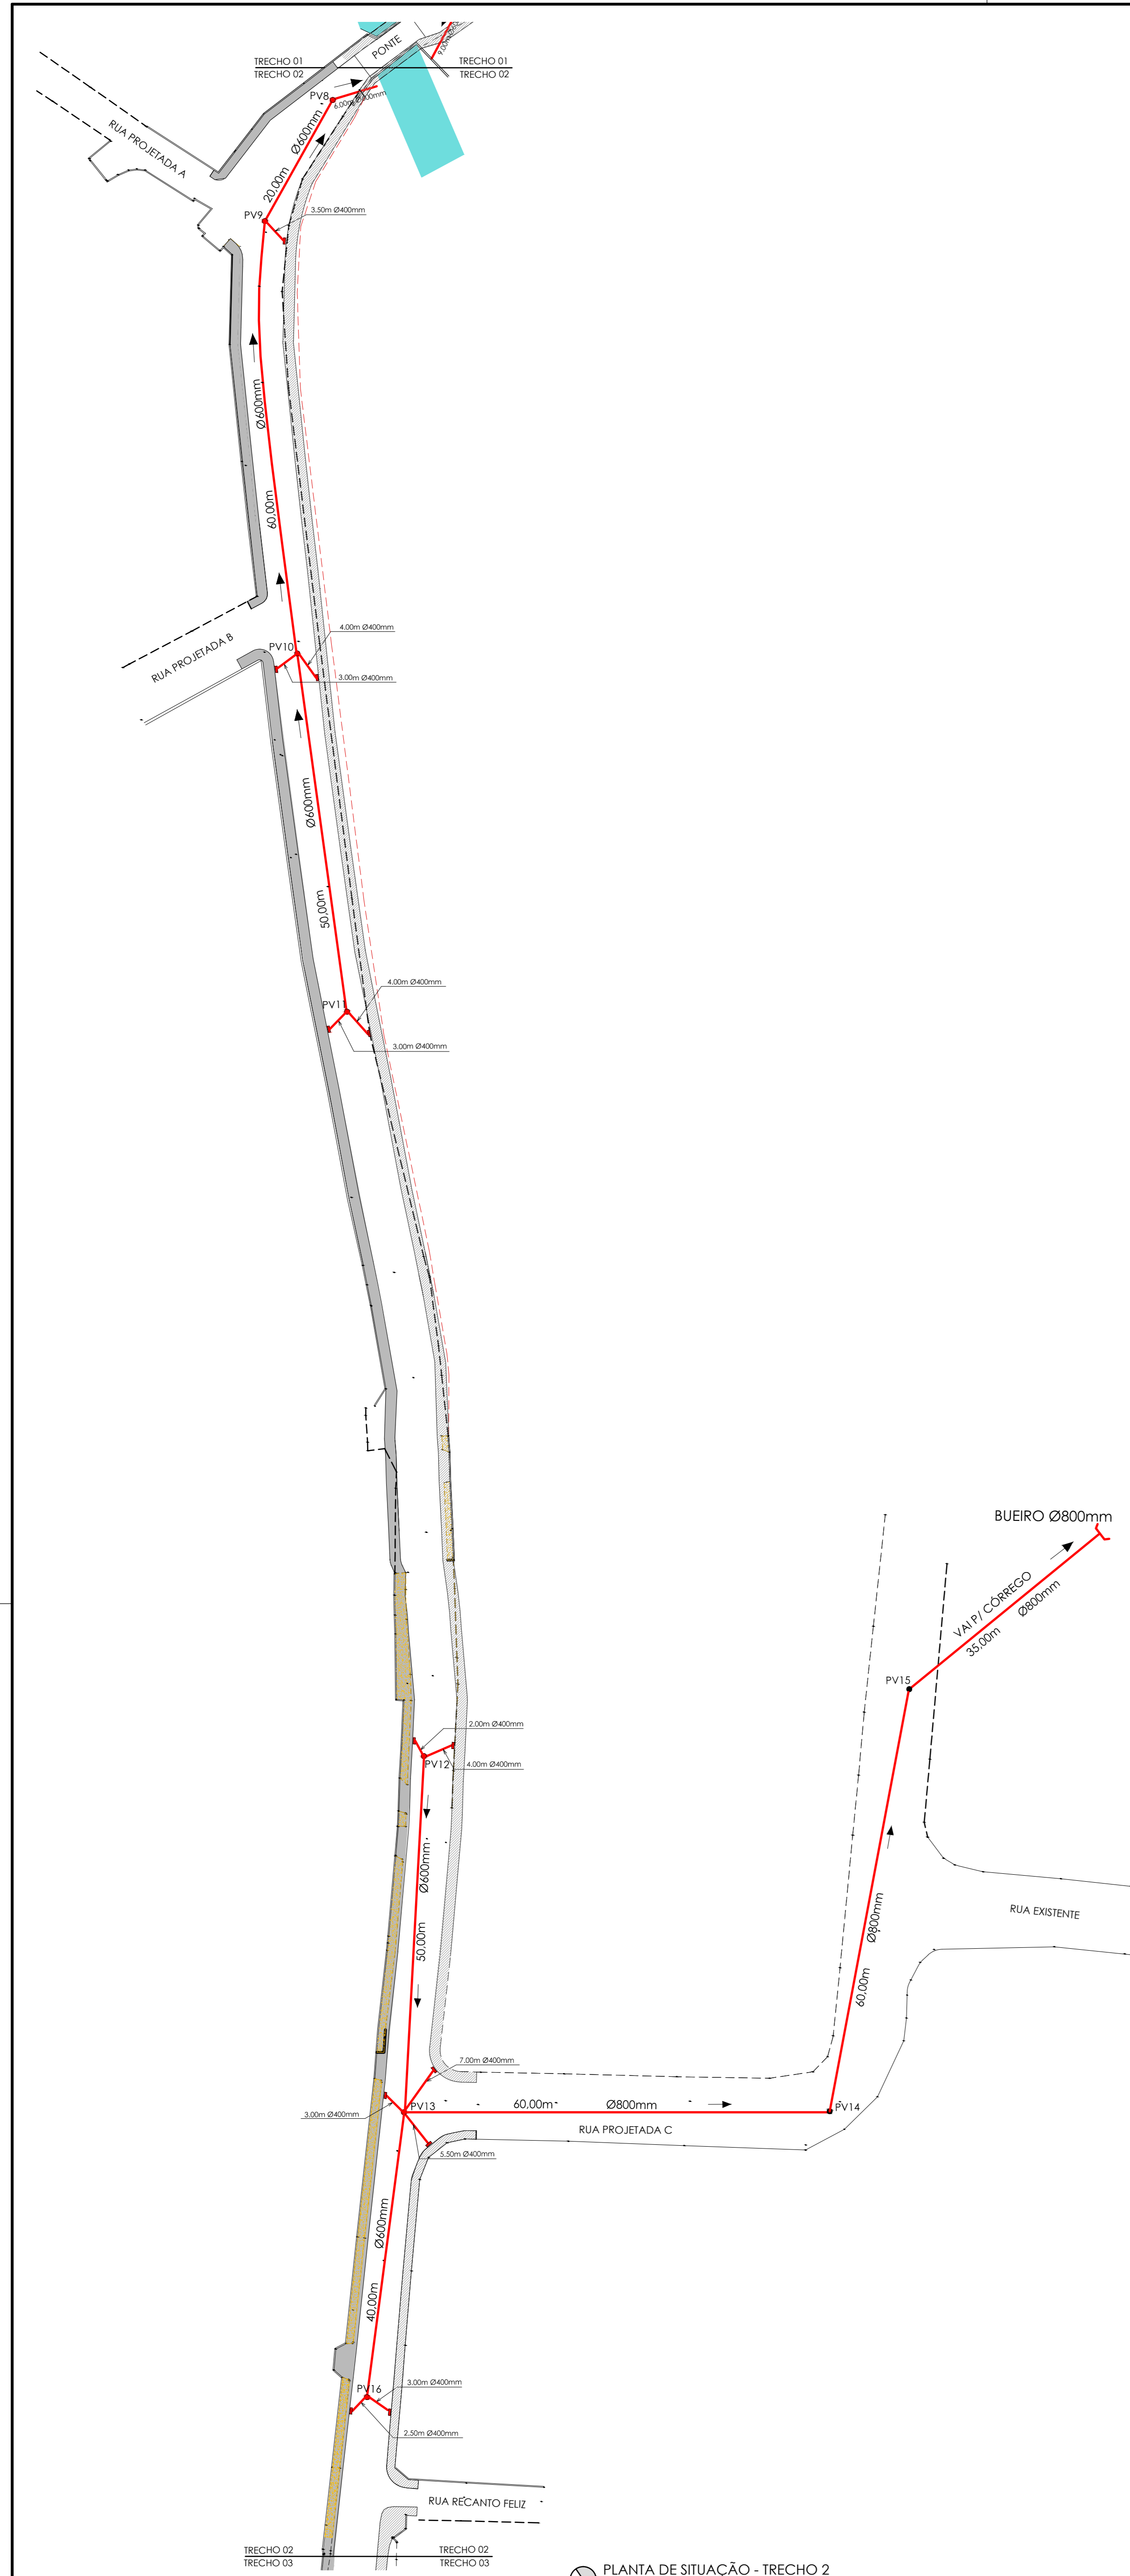 PONTE
9.00m
TRECHO 01
TRECHO 01
TRECHO 02
TRECHO 02
PV8
6.00m Ø600mm
RUA PROJETADA A
20,00m Ø600mm
PV9
3.50m Ø400mm
Ø600mm
60,00m
RUA PROJETADA B
4.00m Ø400mm
PV10
3.00m Ø400mm
Ø600mm
50,00m
4.00m Ø400mm
PV11
3.00m Ø400mm
BUEIRO Ø800mm
VAI P/ CÓRREGO
35,00m Ø800mm
PV15
2.00m Ø400mm
PV12
4.00m Ø400mm
Ø600mm
50,00m
RUA EXISTENTE
Ø800mm
60,00m
7.00m Ø400mm
PV13
60,00m Ø800mm
PV14
3.00m Ø400mm
RUA PROJETADA C
5.50m Ø400mm
Ø600mm
40,00m
PV16
3.00m Ø400mm
2.50m Ø400mm
RUA RECANTO FELIZ
TRECHO 02
TRECHO 02
TRECHO 03
TRECHO 03
PLANTA DE SITUAÇÃO - TRECHO 2